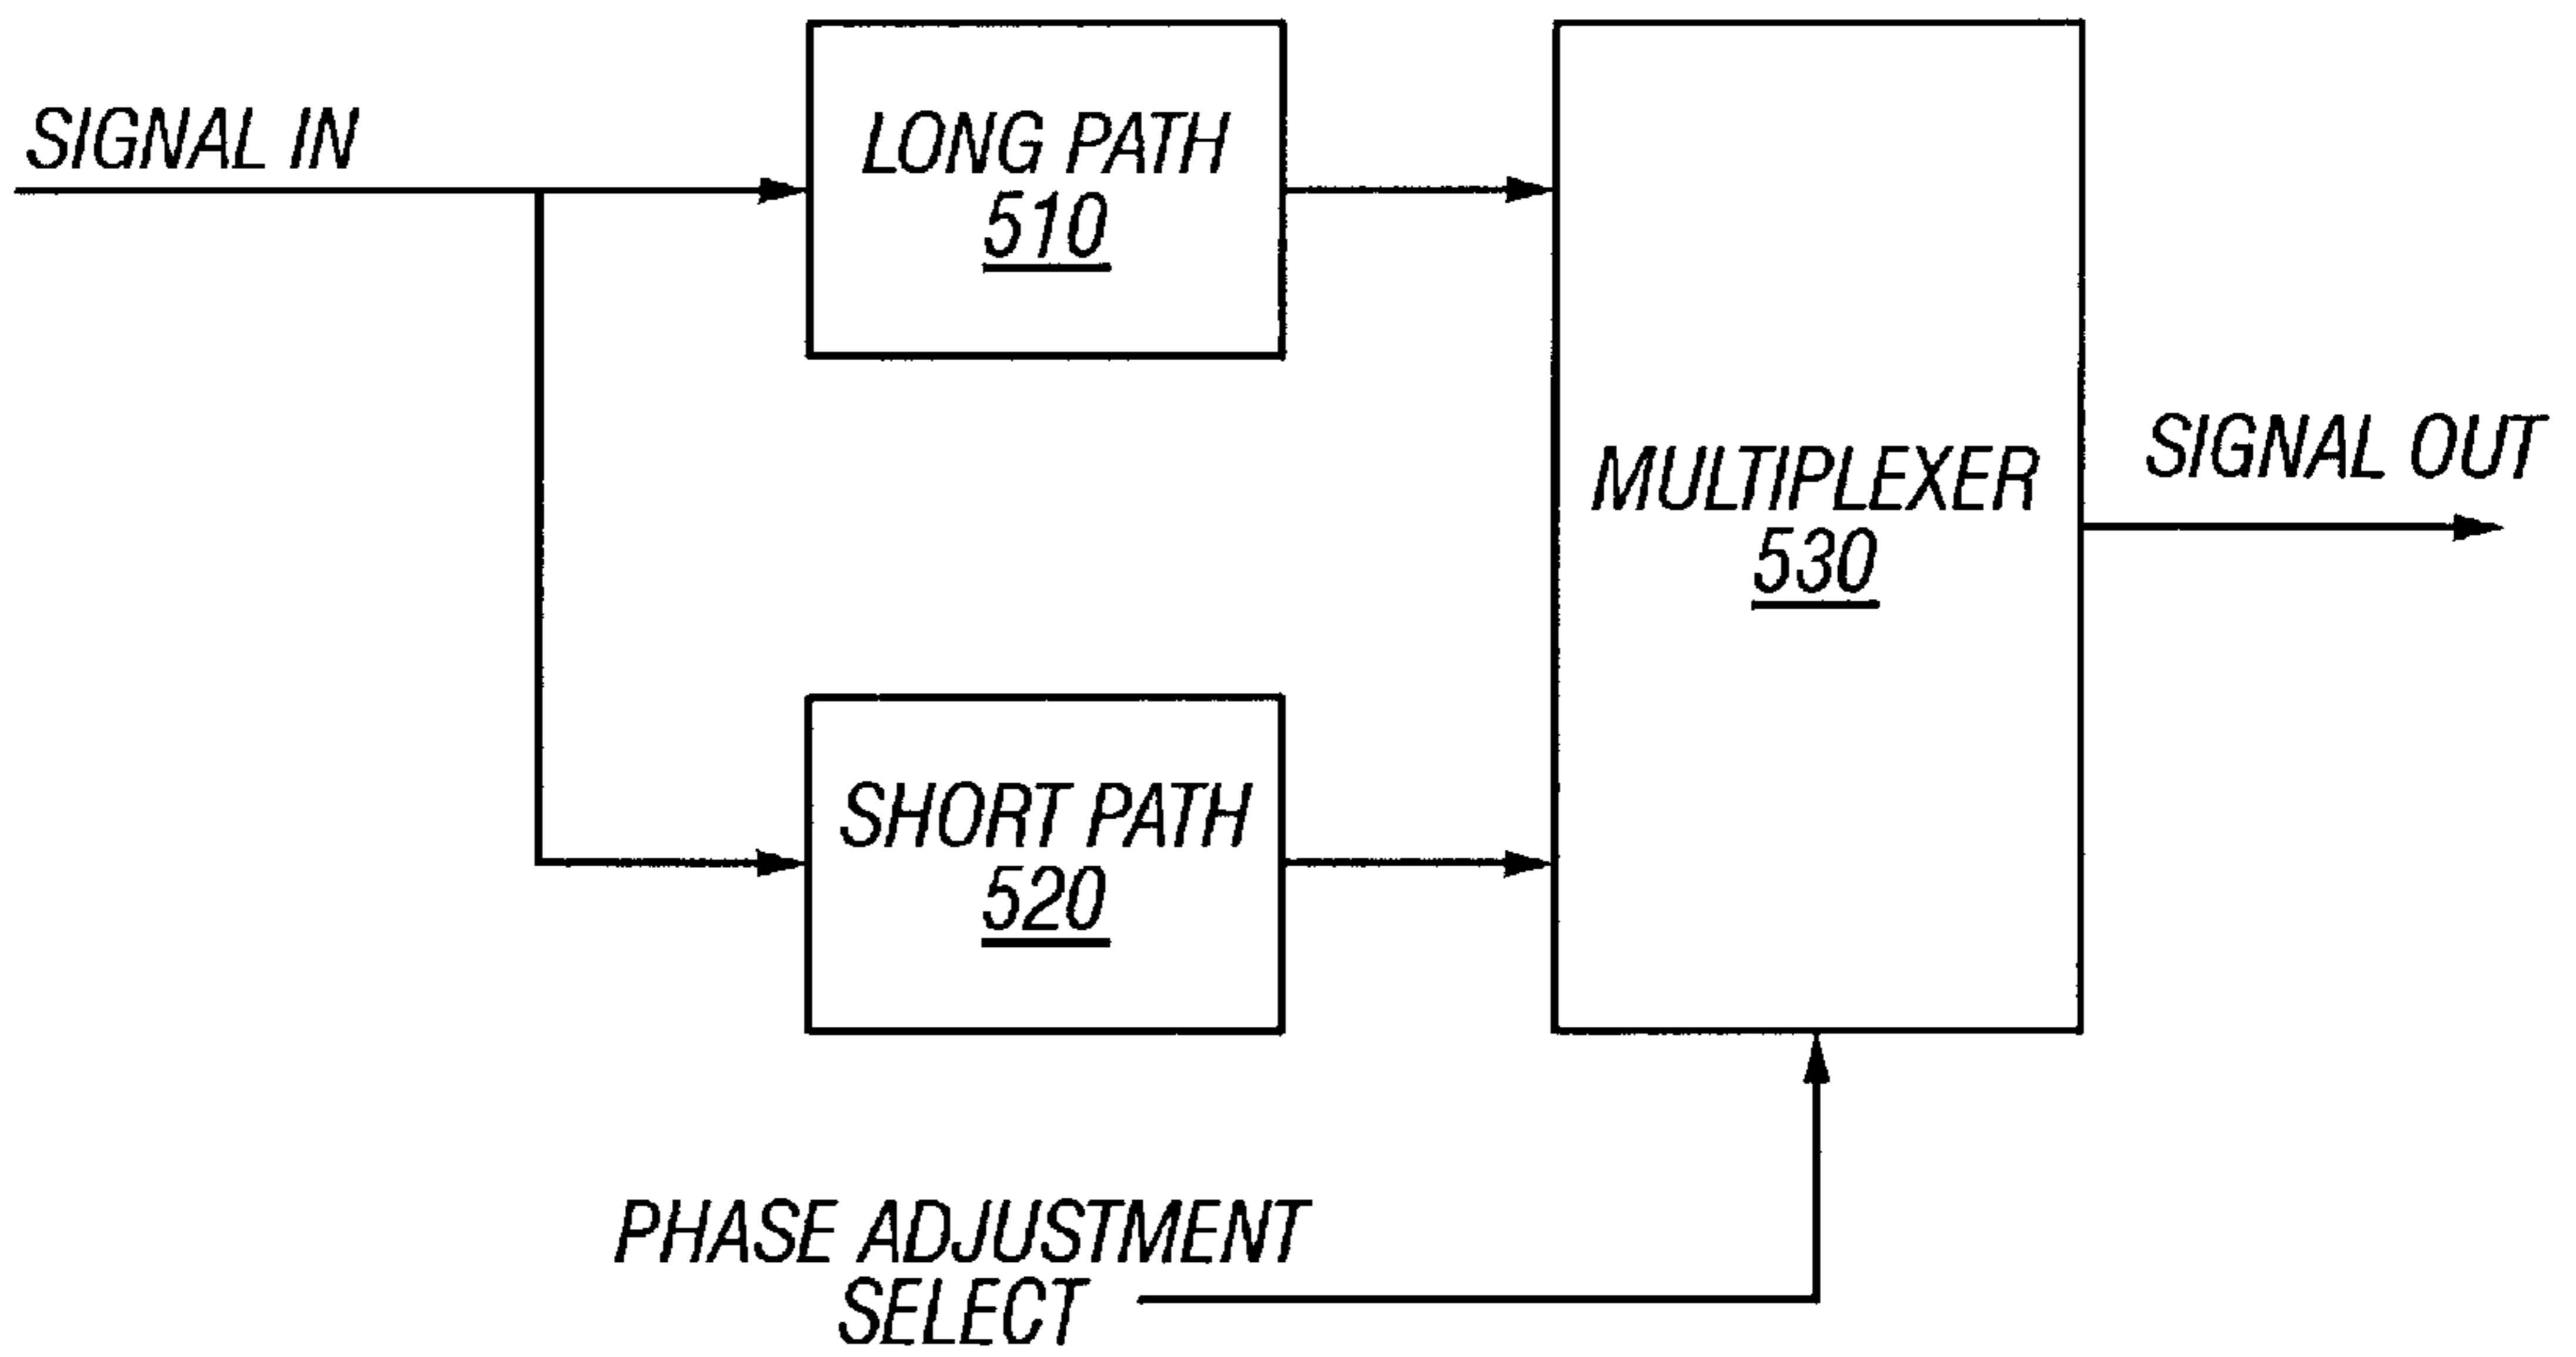 SIGNAL IN
LONG PATH
510
MULTIPLEXER
530
SIGNAL OUT
SHORT PATH
520
PHASE ADJUSTMENT
SELECT